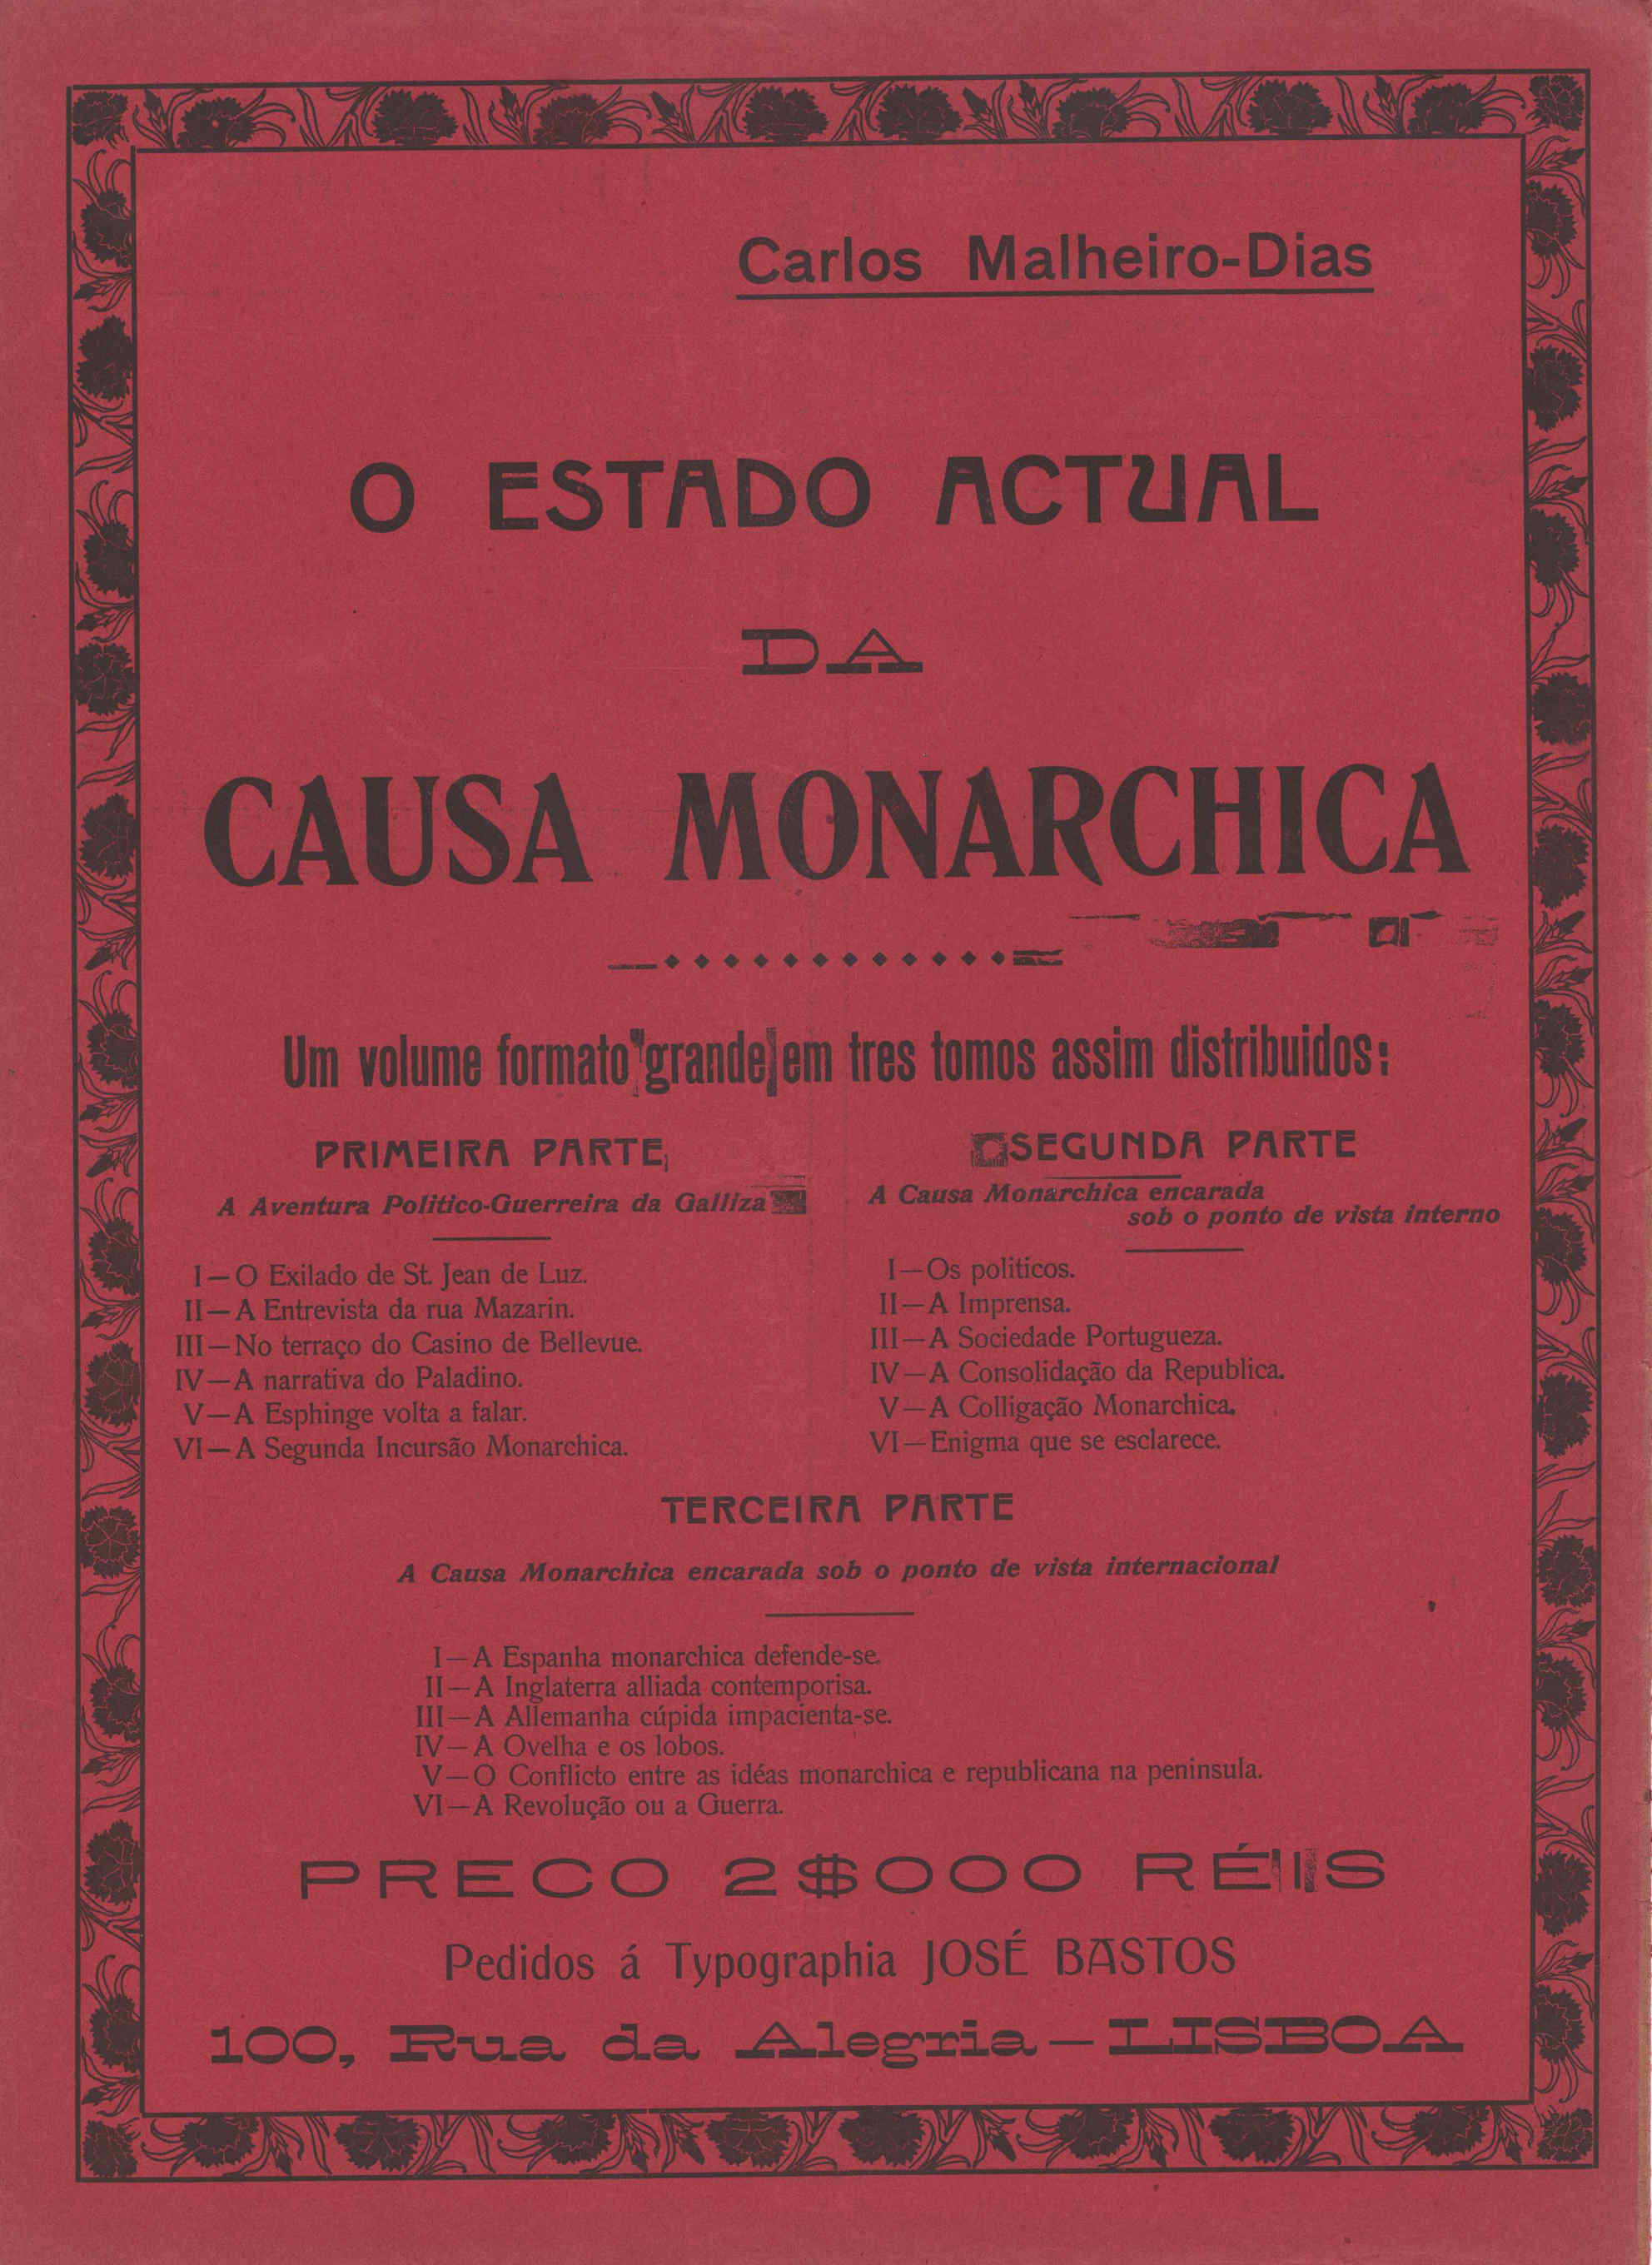 Carlos Malheiro-Dias
O ESTADO ACTUAL
DA
CAUSA MONARCHICA
Um volume formato grande em tres tomos assim distribuidos:
PRIMEIRA PARTE
A Aventura Politico-Guerreira da Galliza
I—O Exilado de St. Jean de Luz.
II—A Entrevista da rua Mazarin.
III—No terraço do Casino de Bellevue.
IV—A narrativa do Paladino.
V—A Esphinge volta a falar.
VI—A Segunda Incursão Monarchica.
SEGUNDA PARTE
A Causa Monarchica encarada
sob o ponto de vista interno
I—Os politicos.
II—A Imprensa.
III—A Sociedade Portugueza.
IV—A Consolidação da Republica.
V—A Colligação Monarchica.
VI—Enigma que se esclarece.
TERCEIRA PARTE
A Causa Monarchica encarada sob o ponto de vista internacional
I—A Espanha monarchica defende-se.
II—A Inglaterra alliada contemporisa.
III—A Allemanha cúpida impacienta-se.
IV—A Ovelha e os lobos.
V—O Conflicto entre as idéas monarchica e republicana na peninsula.
VI—A Revolução ou a Guerra.
PRECO 2$000 RÉIS
Pedidos á Typographia JOSÉ BASTOS
100, Rua da Alegria—LISBOA